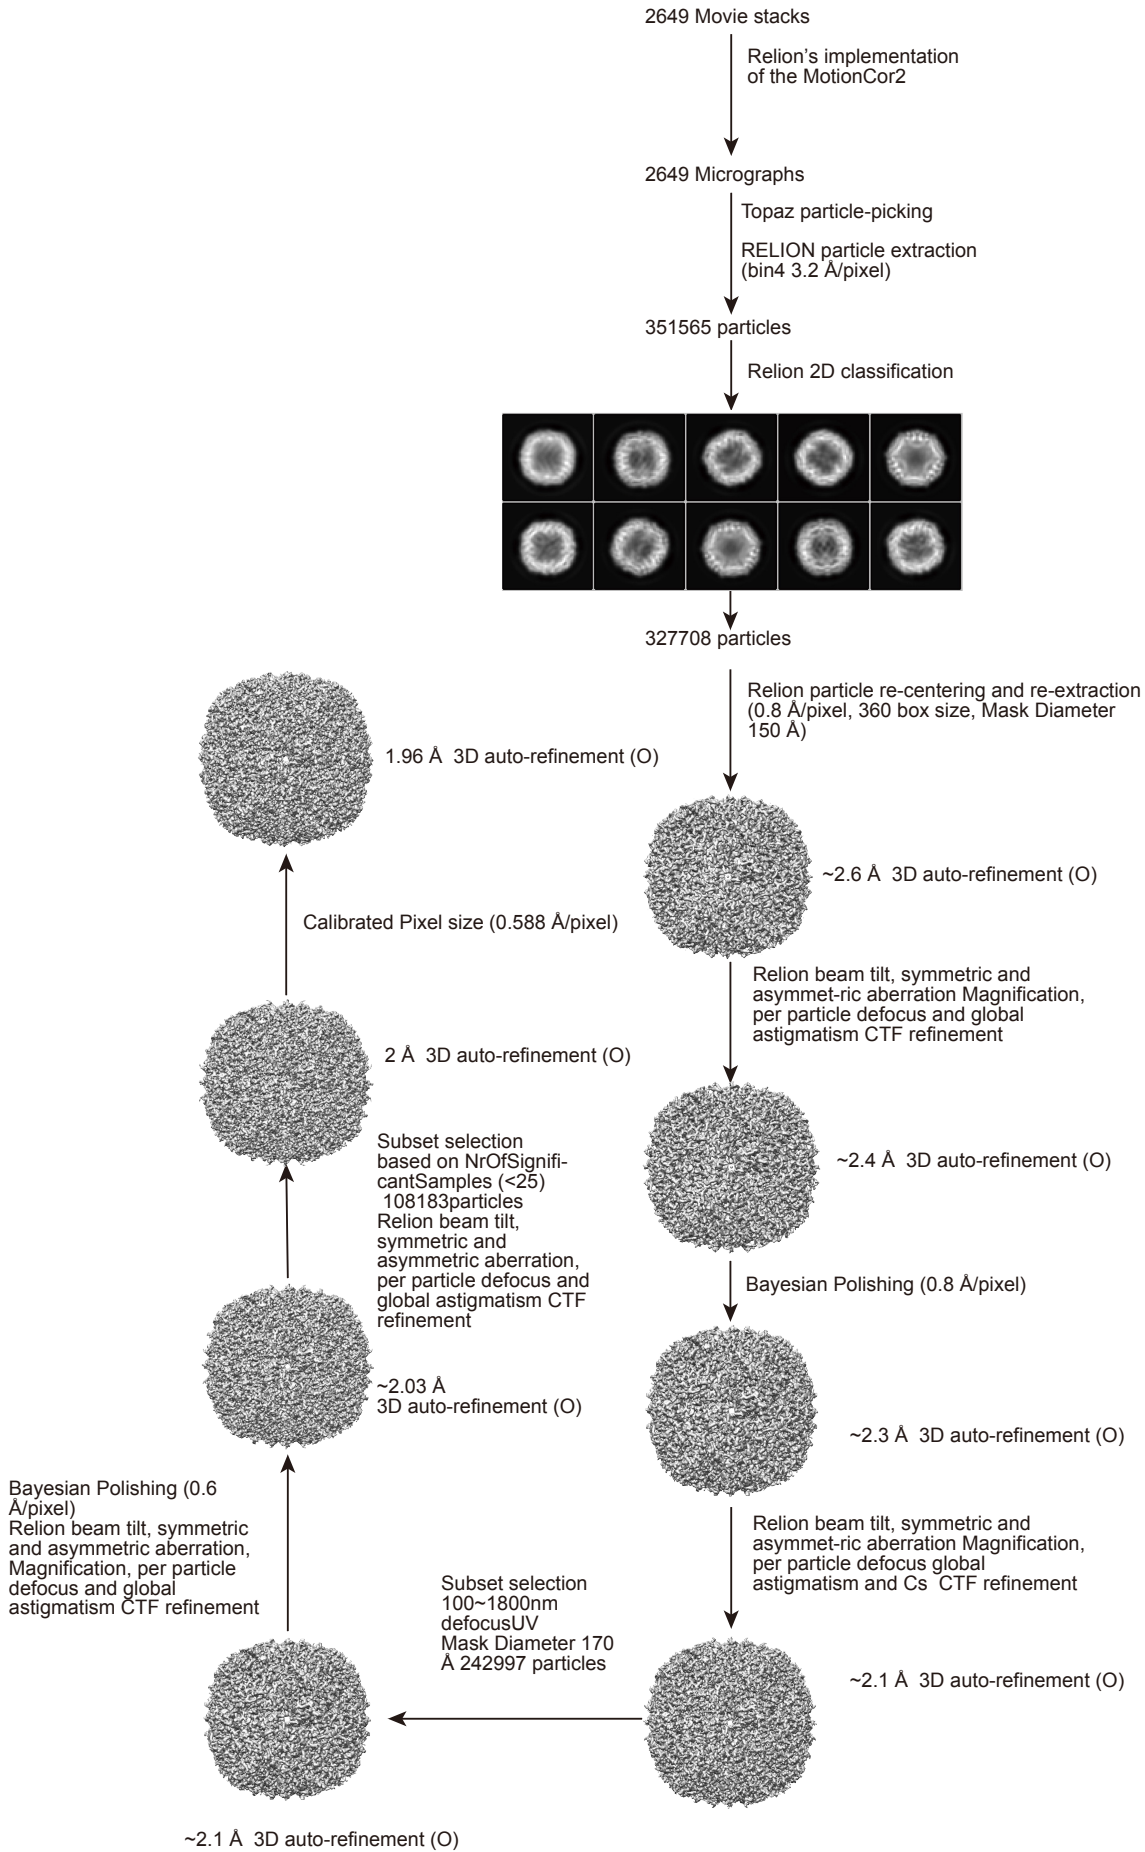 2649 Movie stacks
Relion's implementation
of the MotionCor2
2649 Micrographs
Topaz particle-picking
RELION particle extraction
(bin4 3.2 Å/pixel)
351565 particles
Relion 2D classification
327708 particles
Relion particle re-centering and re-extraction
(0.8 Å/pixel, 360 box size, Mask Diameter
150 Å)
~2.6 Å  3D auto-refinement (O)
Relion beam tilt, symmetric and
asymmet-ric aberration Magnification,
per particle defocus and global
astigmatism CTF refinement
~2.4 Å  3D auto-refinement (O)
Bayesian Polishing (0.8 Å/pixel)
~2.3 Å  3D auto-refinement (O)
Relion beam tilt, symmetric and
asymmet-ric aberration Magnification,
per particle defocus global
astigmatism and Cs  CTF refinement
~2.1 Å  3D auto-refinement (O)
Subset selection
100~1800nm
defocusUV
Mask Diameter 170
Å 242997 particles
~2.1 Å  3D auto-refinement (O)
Bayesian Polishing (0.6
Å/pixel)
Relion beam tilt, symmetric
and asymmetric aberration,
Magnification, per particle
defocus and global
astigmatism CTF refinement
~2.03 Å
3D auto-refinement (O)
Subset selection
based on NrOfSignifi-
cantSamples (<25)
108183particles
Relion beam tilt,
symmetric and
asymmetric aberration,
per particle defocus and
global astigmatism CTF
refinement
2 Å  3D auto-refinement (O)
Calibrated Pixel size (0.588 Å/pixel)
1.96 Å  3D auto-refinement (O)